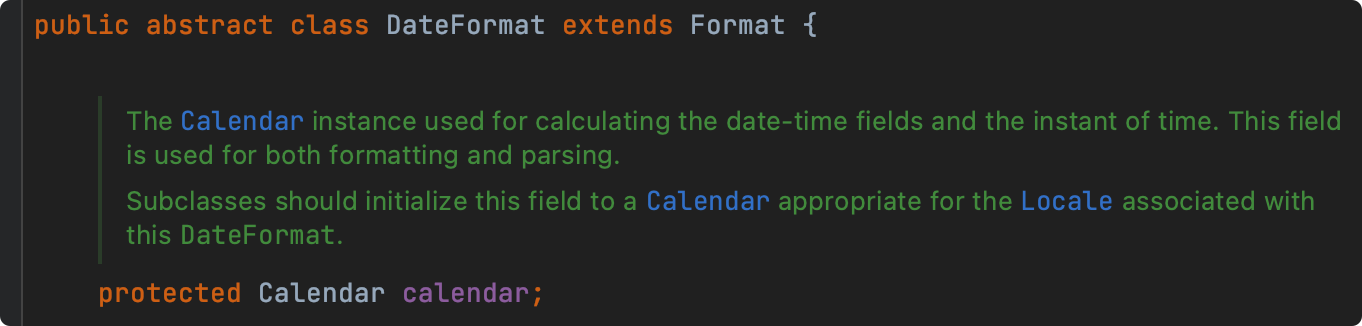 public abstract class DateFormat extends Format {
The Calendar instance used for calculating the date-time fields and the instant of time. This field
is used for both formatting and parsing.
Subclasses should initialize this field to a Calendar appropriate for the Locale associated with
this DateFormat.
protected Calendar calendar;